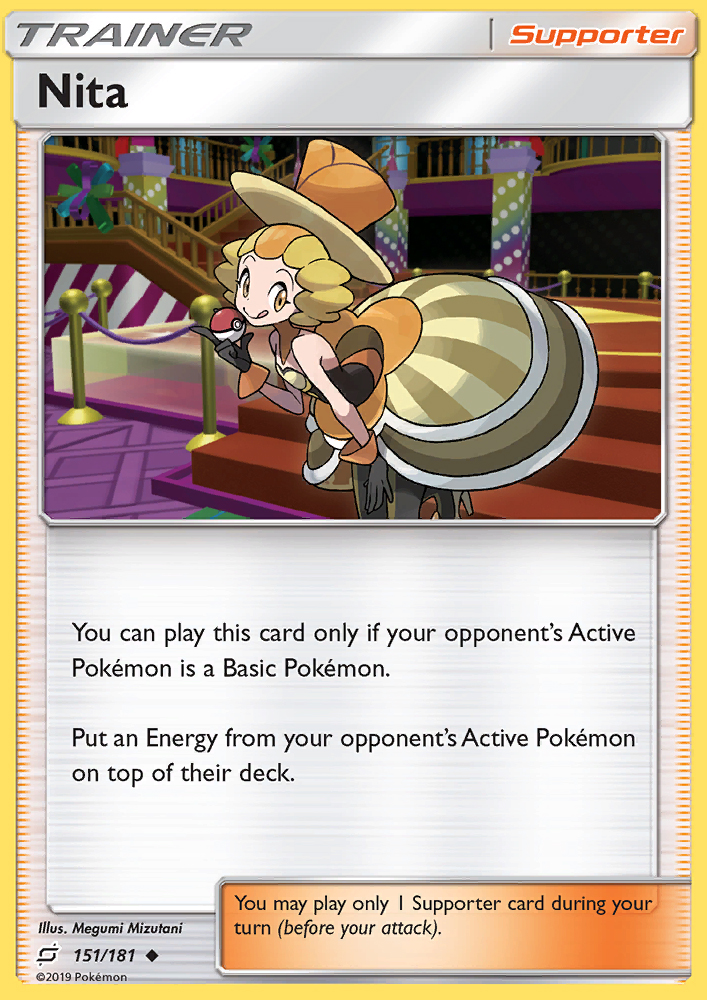 TRAINER | Supporter
Nita
You can play this card only if your opponent's Active
Pokémon is a Basic Pokémon.
Put an Energy from your opponent's Active Pokémon
on top of their deck.
You may play only 1 Supporter card during your
turn (before your attack).
Illus. Megumi Mizutani
151/181 ◆
©2019 Pokémon